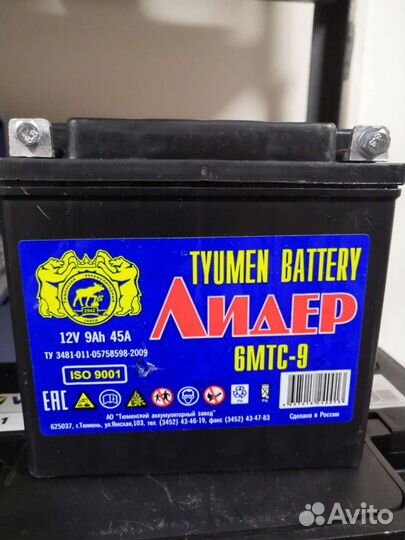 TYUMEN BATTERY
ЛИДЕР
6МТС-9
1942
12V 9Ah 45A
ТУ 3481-011-05758598-2009
ISO 9001
EAC
АО "Тюменский аккумуляторный завод"
625037, г.Тюмень, ул.Ямская,103, тел. (3452) 43-46-19, факс (3452) 43-47-83
Сделано в России
Avito